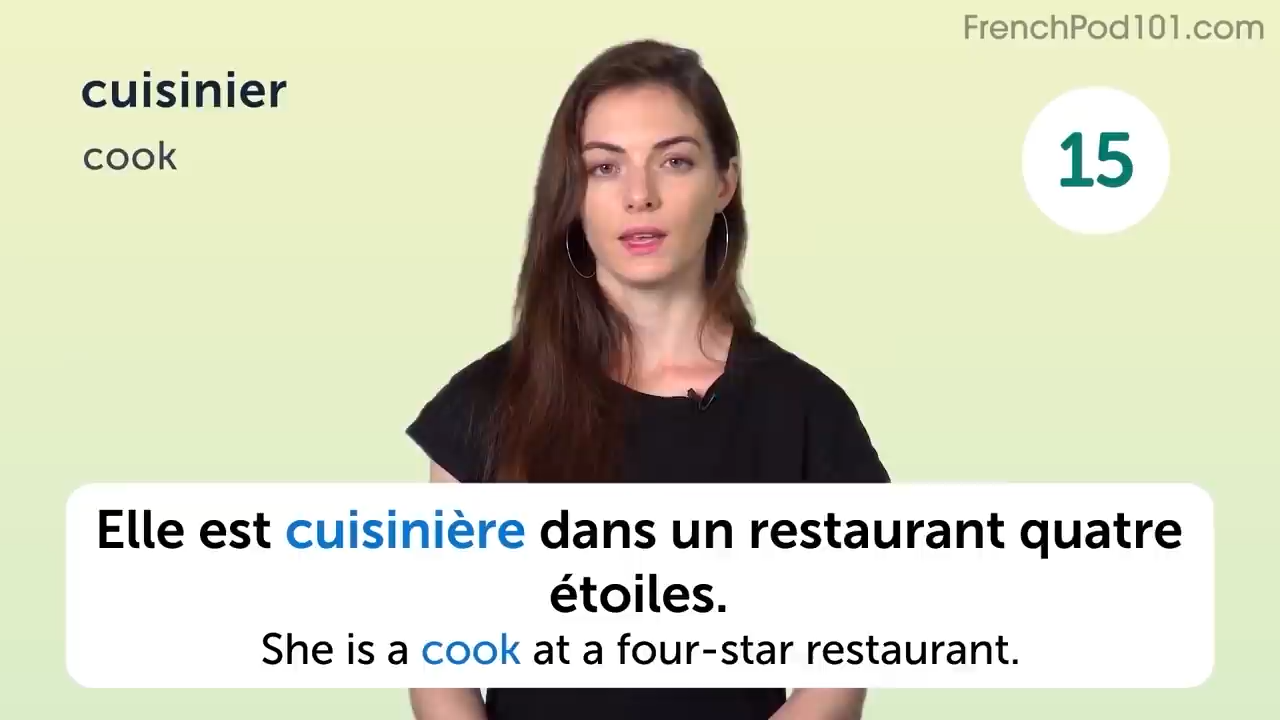 FrenchPod101.com
cuisinier
cook
15
Elle est cuisinière dans un restaurant quatre
étoiles.
She is a cook at a four-star restaurant.